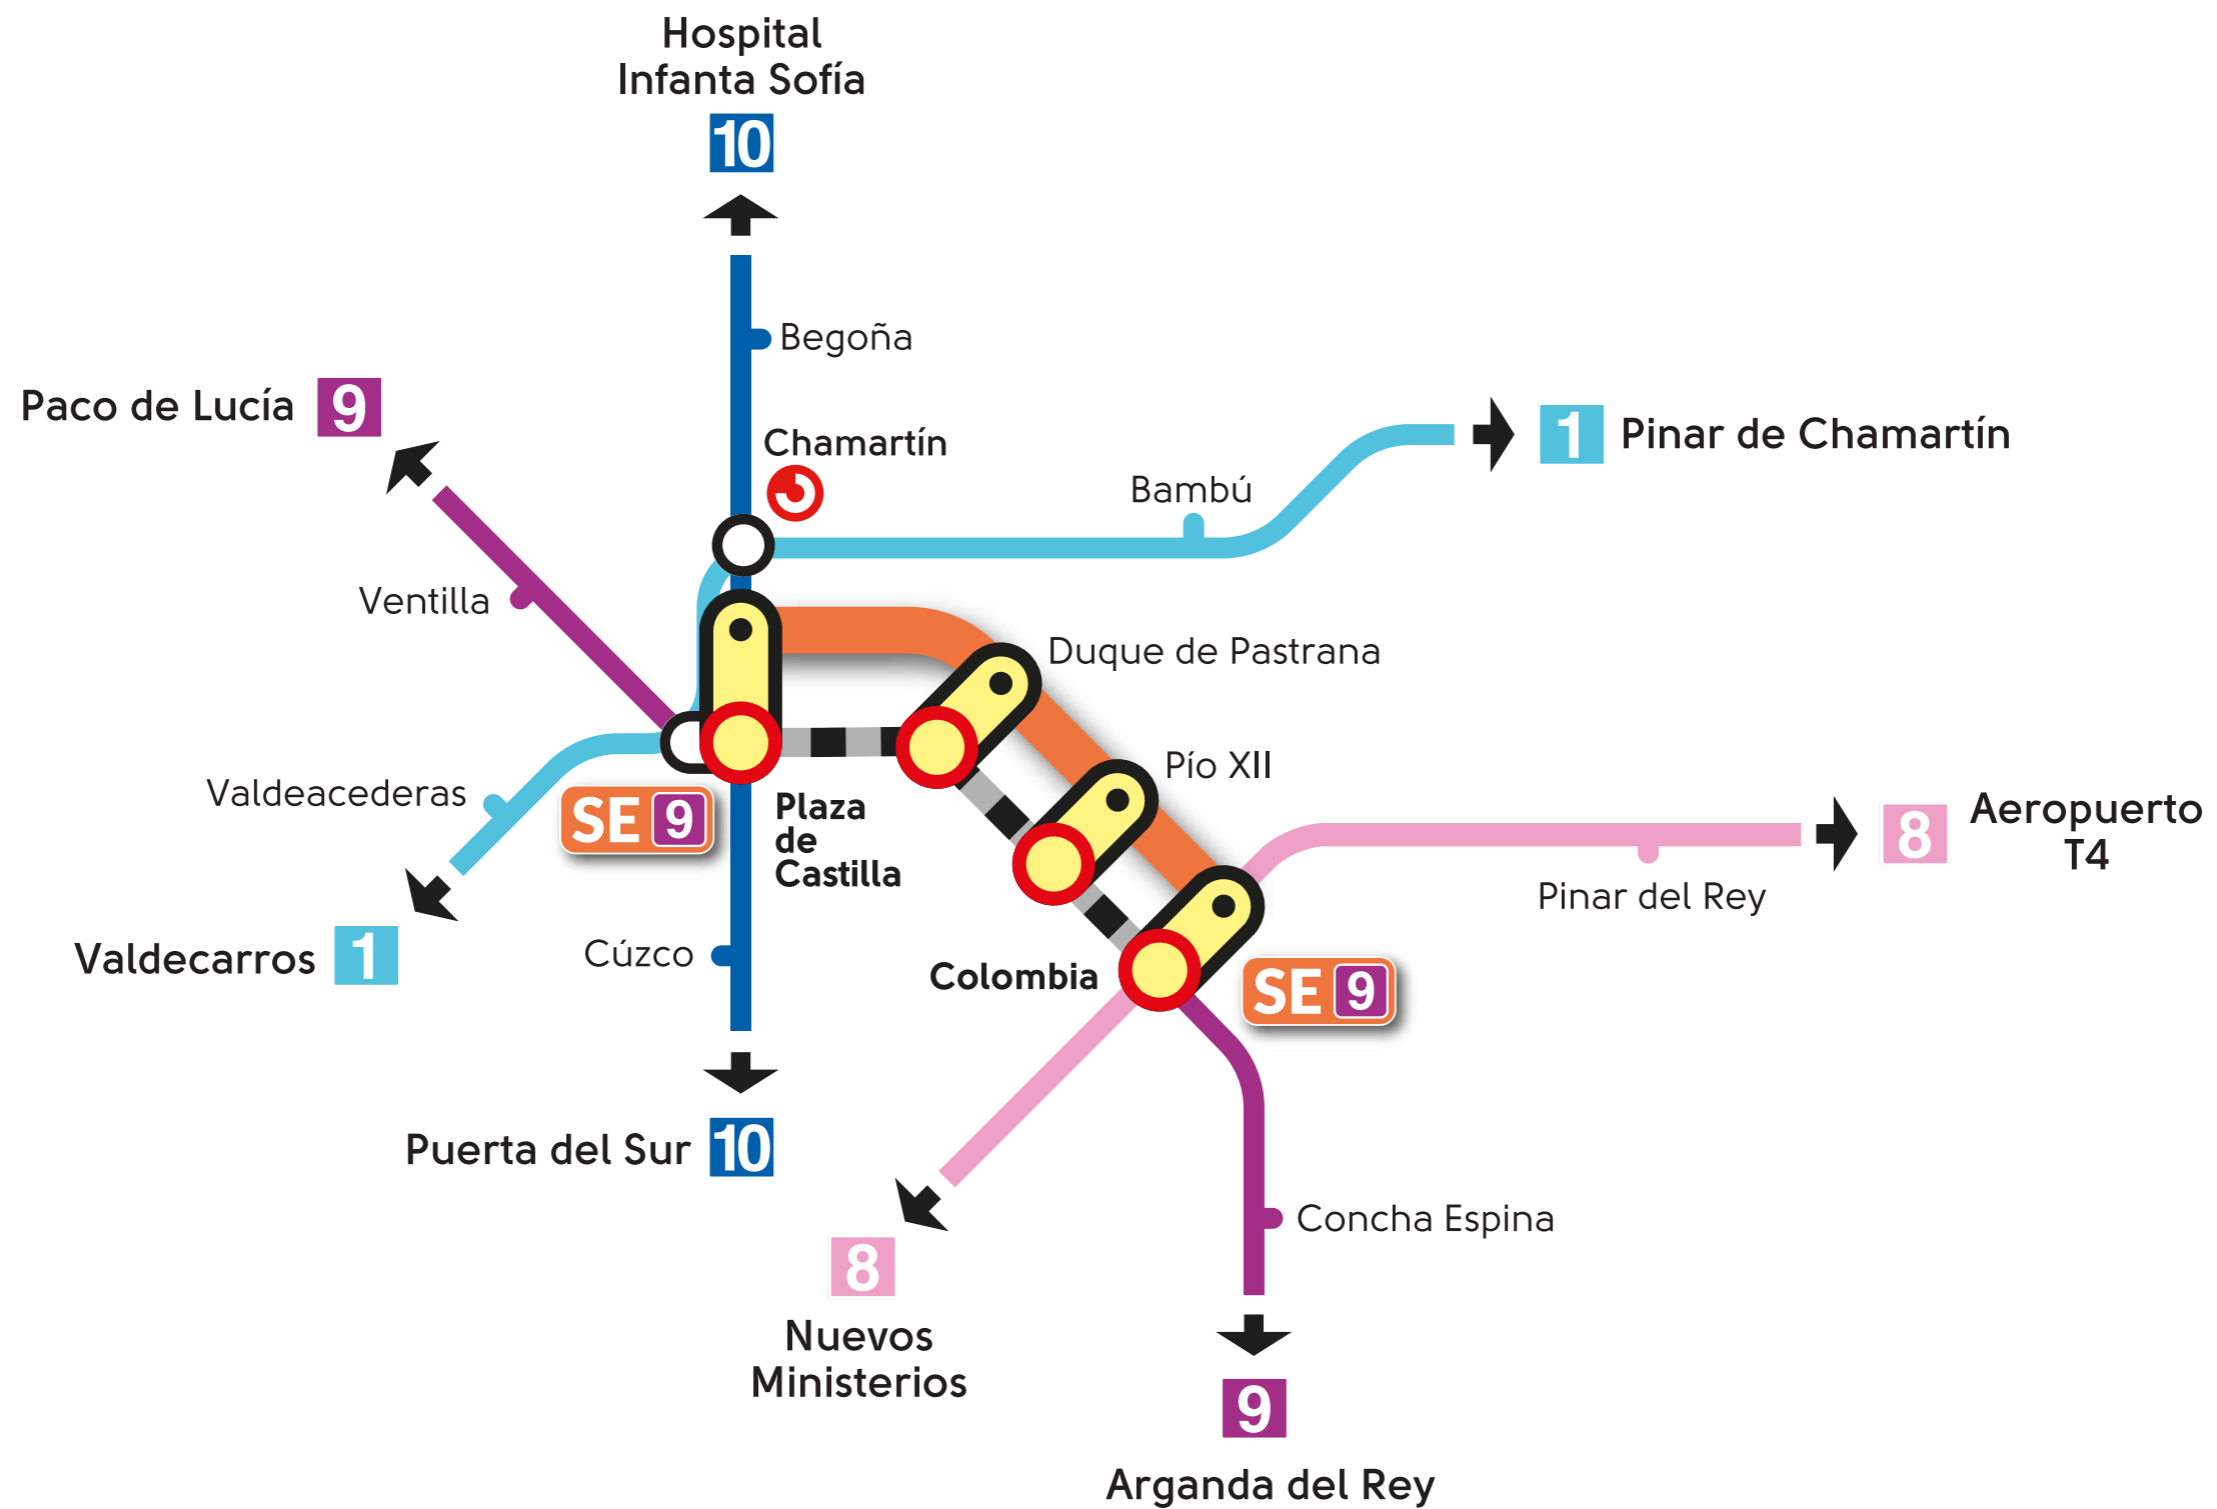 Hospital
Infanta Sofía
10
Begoña
Paco de Lucía 9
Chamartín
1 Pinar de Chamartín
Bambú
Ventilla
Duque de Pastrana
Pío XII
Valdeacederas
SE 9
Plaza
de
Castilla
8 Aeropuerto
T4
Pinar del Rey
Valdecarros 1
Cúzco
Colombia
SE 9
Puerta del Sur 10
Concha Espina
8
Nuevos
Ministerios
9
Arganda del Rey